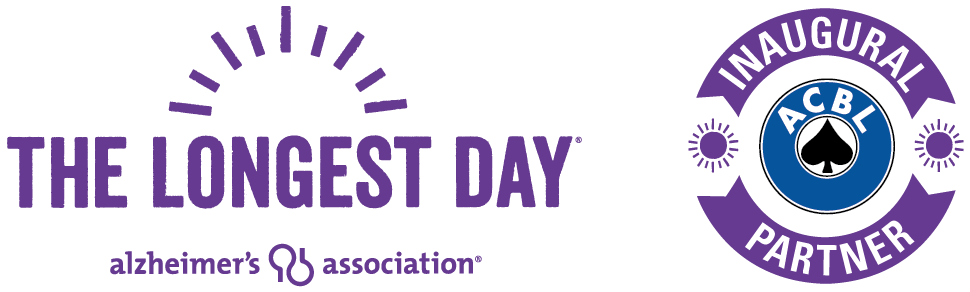 THE LONGEST DAY®
alzheimer's association®
INAUGURAL
ACBL
PARTNER